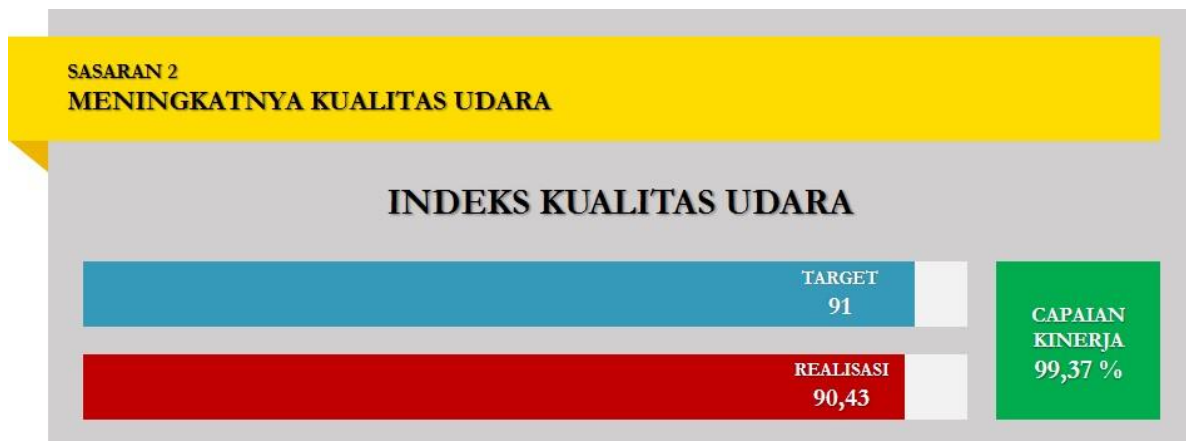 SASARAN 2
MENINGKATNYA KUALITAS UDARA
INDEKS KUALITAS UDARA
TARGET
91
REALISASI
90,43
CAPAIAN
KINERJA
99,37 %